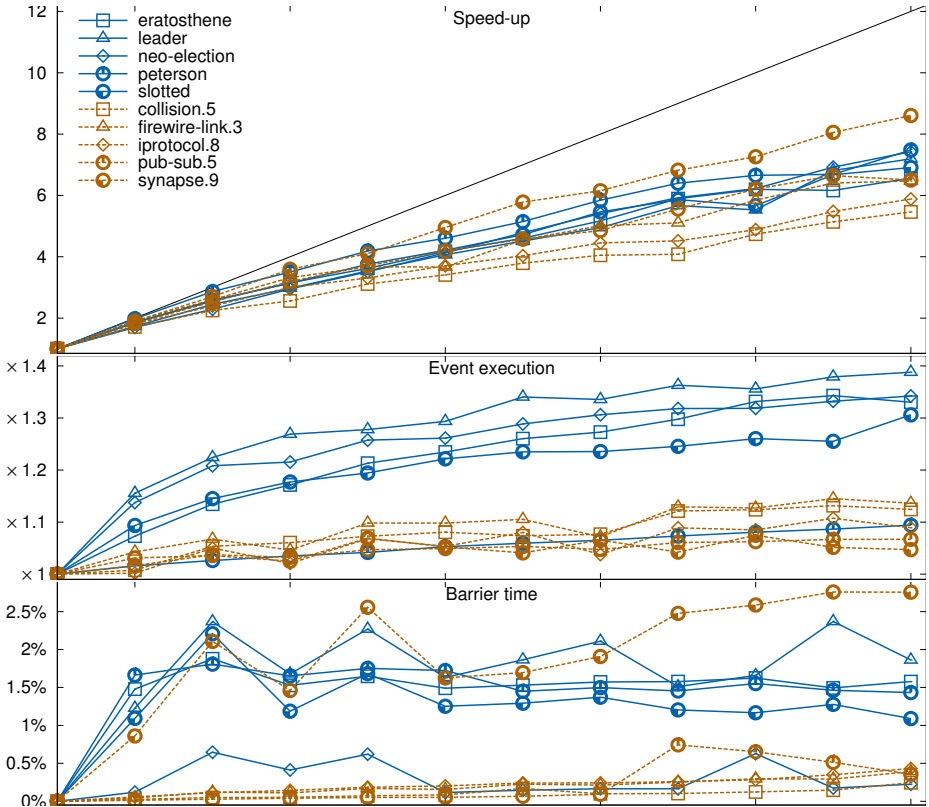 Speed-up
12
10
8
6
4
2
eratosthene
leader
neo-election
peterson
slotted
collision.5
firewire-link.3
iprotocol.8
pub-sub.5
synapse.9
Event execution
× 1.4
× 1.3
× 1.2
× 1.1
× 1
Barrier time
2.5%
2%
1.5%
1%
0.5%
0%